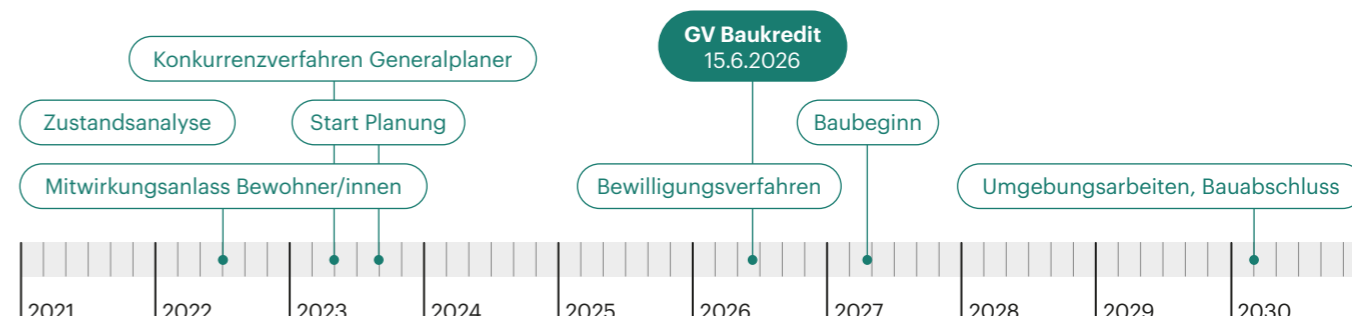 GV Baukredit
15.6.2026
Konkurrenzverfahren Generalplaner
Zustandsanalyse
Start Planung
Baubeginn
Mitwirkungsanlass Bewohner/innen
Bewilligungsverfahren
Umgebungsarbeiten, Bauabschluss
2021 2022 2023 2024 2025 2026 2027 2028 2029 2030